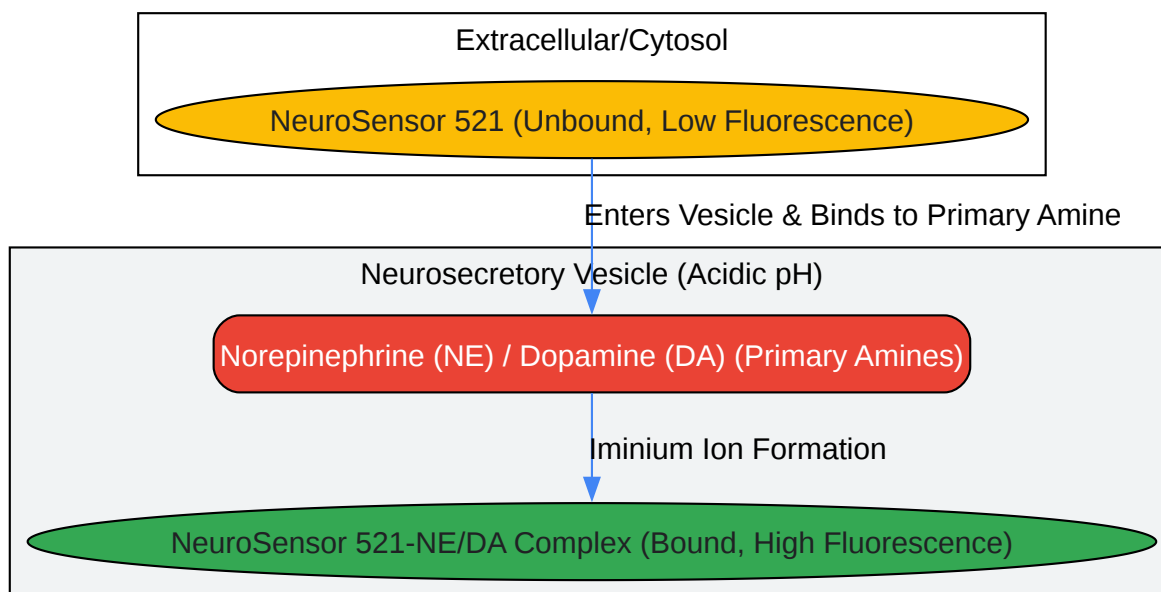 Extracellular/Cytosol
NeuroSensor 521 (Unbound, Low Fluorescence)
Enters Vesicle & Binds to Primary Amine
Neurosecretory Vesicle (Acidic pH)
Norepinephrine (NE) / Dopamine (DA) (Primary Amines)
Iminium Ion Formation
NeuroSensor 521-NE/DA Complex (Bound, High Fluorescence)